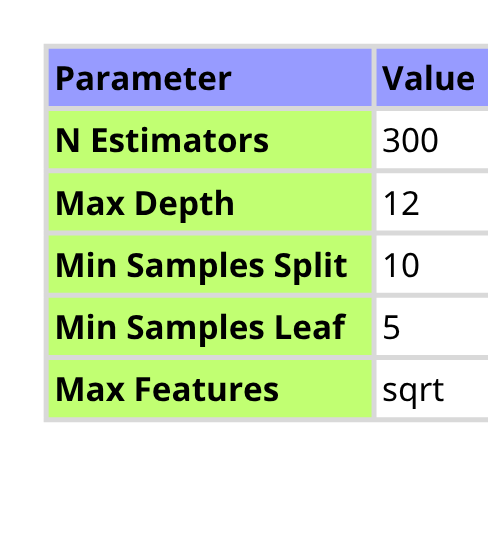 Parameter Value
N Estimators 300
Max Depth 12
Min Samples Split 10
Min Samples Leaf 5
Max Features sqrt